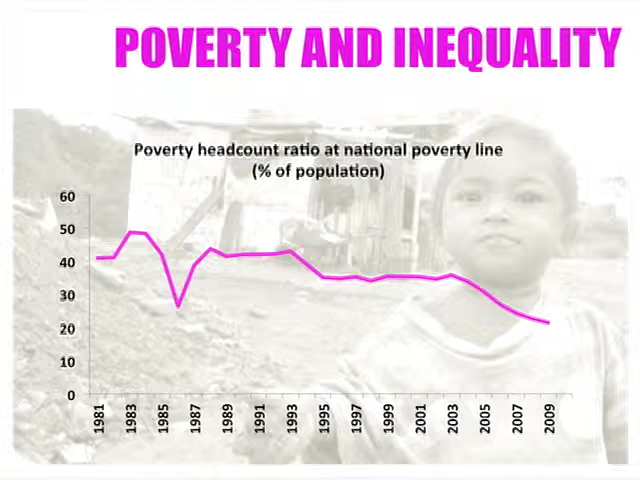 POVERTY AND INEQUALITY
Poverty headcount ratio at national poverty line
(% of population)
60
50
40
30
20
10
0
1981 1983 1985 1987 1989 1991 1993 1995 1997 1999 2001 2003 2005 2007 2009